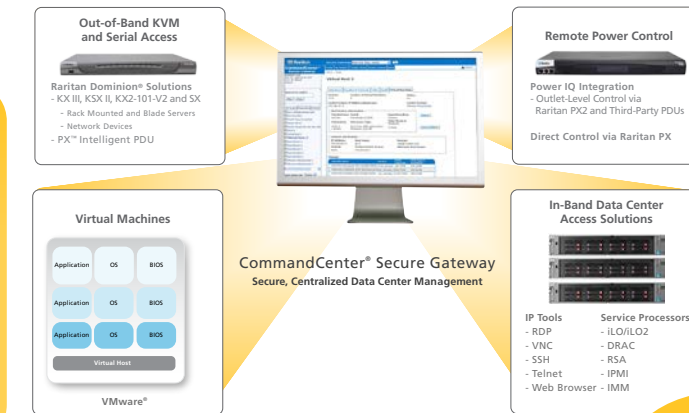 Out-of-Band KVM
and Serial Access
Raritan Dominion® Solutions
- KX III, KSX II, KX2-101-V2 and SX
- Rack Mounted and Blade Servers
- Network Devices
- PX™ Intelligent PDU
Remote Power Control
Power IQ Integration
- Outlet-Level Control via
Raritan PX2 and Third-Party PDUs
Direct Control via Raritan PX
CommandCenter® Secure Gateway
Secure, Centralized Data Center Management
Virtual Machines
Application OS BIOS
Application OS BIOS
Application OS BIOS
Virtual Host
VMware®
In-Band Data Center
Access Solutions
IP Tools
- RDP
- VNC
- SSH
- Telnet
- Web Browser
Service Processors
- iLO/iLO2
- DRAC
- RSA
- IPMI
- IMM